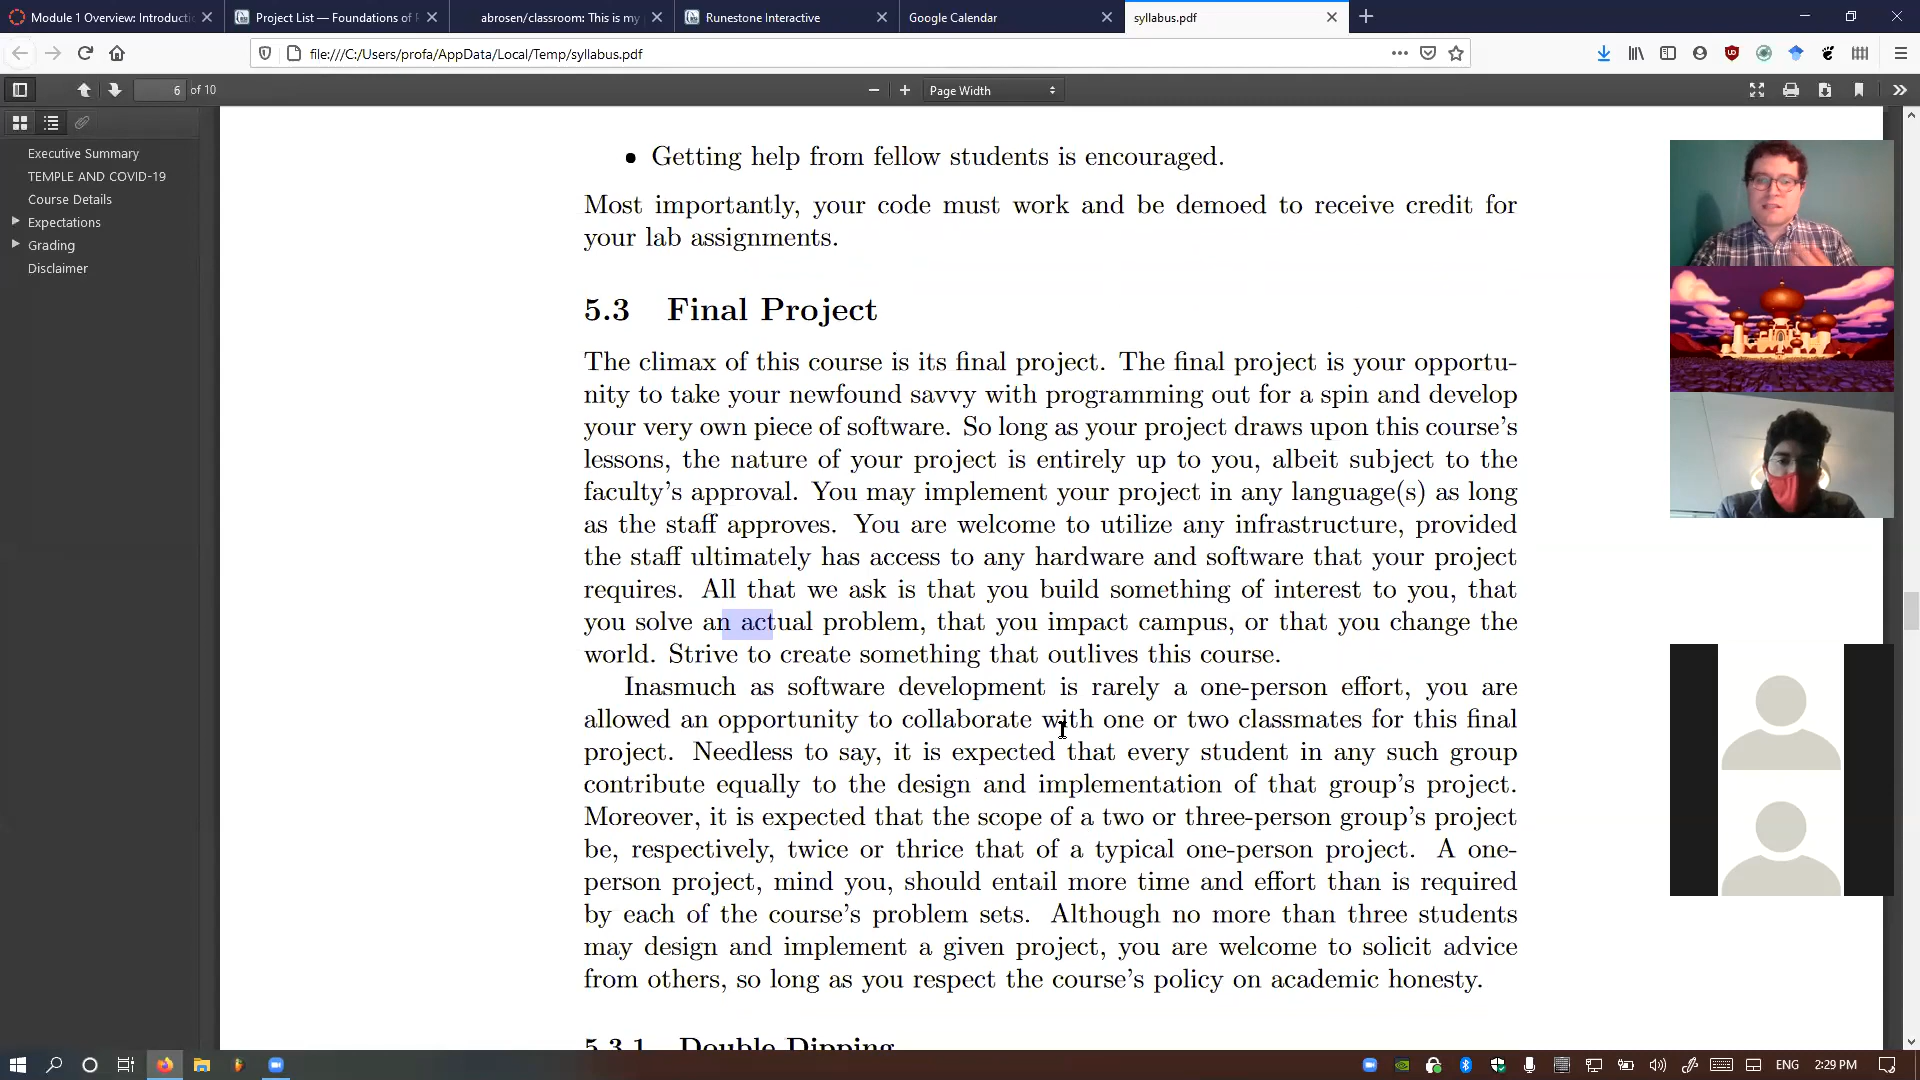 Module 1 Overview: Introducti
Project List — Foundations of
abrosen/classroom: This is my
Runestone Interactive
Google Calendar
syllabus.pdf
file:///C:/Users/profa/AppData/Local/Temp/syllabus.pdf
6 of 10
Page Width
Executive Summary
TEMPLE AND COVID-19
Course Details
Expectations
Grading
Disclaimer
• Getting help from fellow students is encouraged.
Most importantly, your code must work and be demoed to receive credit for
your lab assignments.
5.3 Final Project
The climax of this course is its final project. The final project is your opportu-
nity to take your newfound savvy with programming out for a spin and develop
your very own piece of software. So long as your project draws upon this course's
lessons, the nature of your project is entirely up to you, albeit subject to the
faculty's approval. You may implement your project in any language(s) as long
as the staff approves. You are welcome to utilize any infrastructure, provided
the staff ultimately has access to any hardware and software that your project
requires. All that we ask is that you build something of interest to you, that
you solve an actual problem, that you impact campus, or that you change the
world. Strive to create something that outlives this course.
Inasmuch as software development is rarely a one-person effort, you are
allowed an opportunity to collaborate with one or two classmates for this final
project. Needless to say, it is expected that every student in any such group
contribute equally to the design and implementation of that group's project.
Moreover, it is expected that the scope of a two or three-person group's project
be, respectively, twice or thrice that of a typical one-person project. A one-
person project, mind you, should entail more time and effort than is required
by each of the course's problem sets. Although no more than three students
may design and implement a given project, you are welcome to solicit advice
from others, so long as you respect the course's policy on academic honesty.
5.3.1 Double Dipping
ENG
2:29 PM